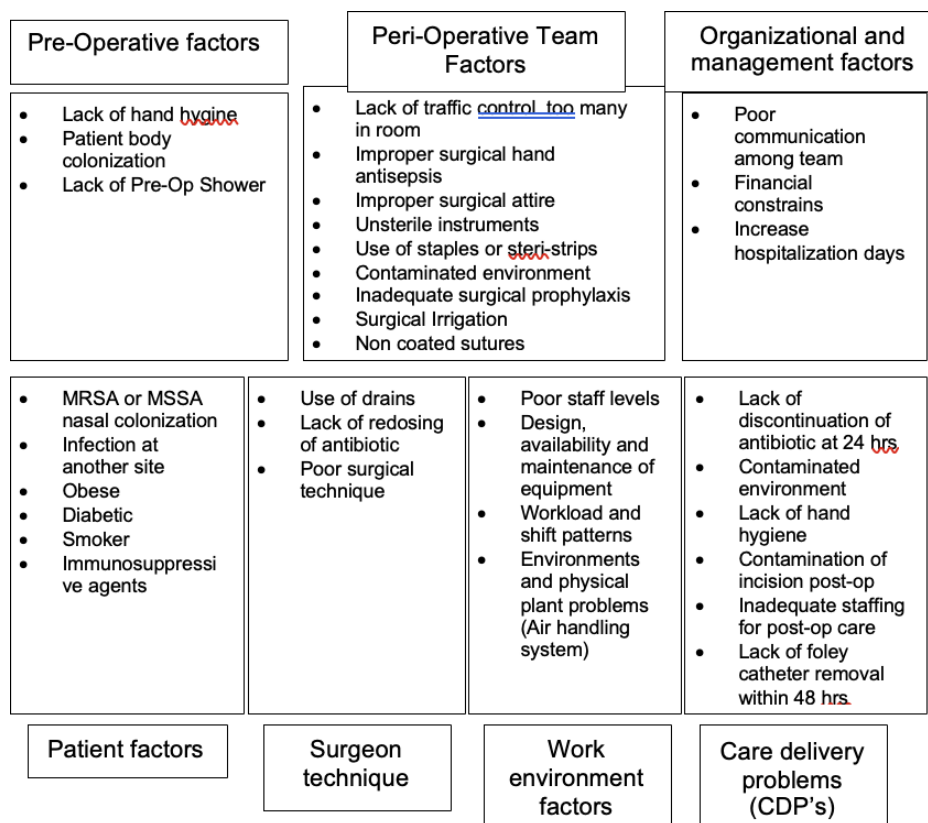 Pre-Operative factors
Peri-Operative Team
Factors
Organizational and
management factors
• Lack of hand hygine
• Patient body
colonization
• Lack of Pre-Op Shower
• Lack of traffic control, too many
in room
• Improper surgical hand
antisepsis
• Improper surgical attire
• Unsterile instruments
• Use of staples or steri-strips
• Contaminated environment
• Inadequate surgical prophylaxis
• Surgical Irrigation
• Non coated sutures
• Poor
communication
among team
• Financial
constrains
• Increase
hospitalization days
• MRSA or MSSA
nasal colonization
• Infection at
another site
• Obese
• Diabetic
• Smoker
• Immunosuppressi
ve agents
• Use of drains
• Lack of redosing
of antibiotic
• Poor surgical
technique
• Poor staff levels
• Design,
availability and
maintenance of
equipment
• Workload and
shift patterns
• Environments
and physical
plant problems
(Air handling
system)
• Lack of
discontinuation of
antibiotic at 24 hrs
• Contaminated
environment
• Lack of hand
hygiene
• Contamination of
incision post-op
• Inadequate staffing
for post-op care
• Lack of foley
catheter removal
within 48 hrs
Patient factors
Surgeon
technique
Work
environment
factors
Care delivery
problems
(CDP's)